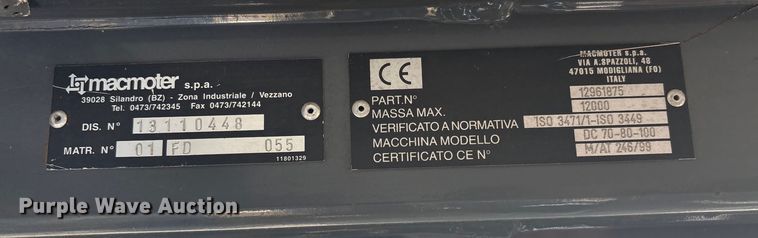 macmoter s.p.a.
39028 Silandro (BZ) - Zona Industriale / Vezzano
Tel. 0473/742345 Fax 0473/742144
DIS. N° 13110448
MATR. N° 01 FD 055
11801329
CE
MACMOTER s.p.a.
VIA A.SPAZZOLI, 48
47015 MODIGLIANA (FO)
ITALY
PART.N° 12961875
MASSA MAX. 12000
VERIFICATO A NORMATIVA ISO 3471/1-ISO 3449
MACCHINA MODELLO DC 70-80-100
CERTIFICATO CE N° M/AT 246/99
Purple Wave Auction